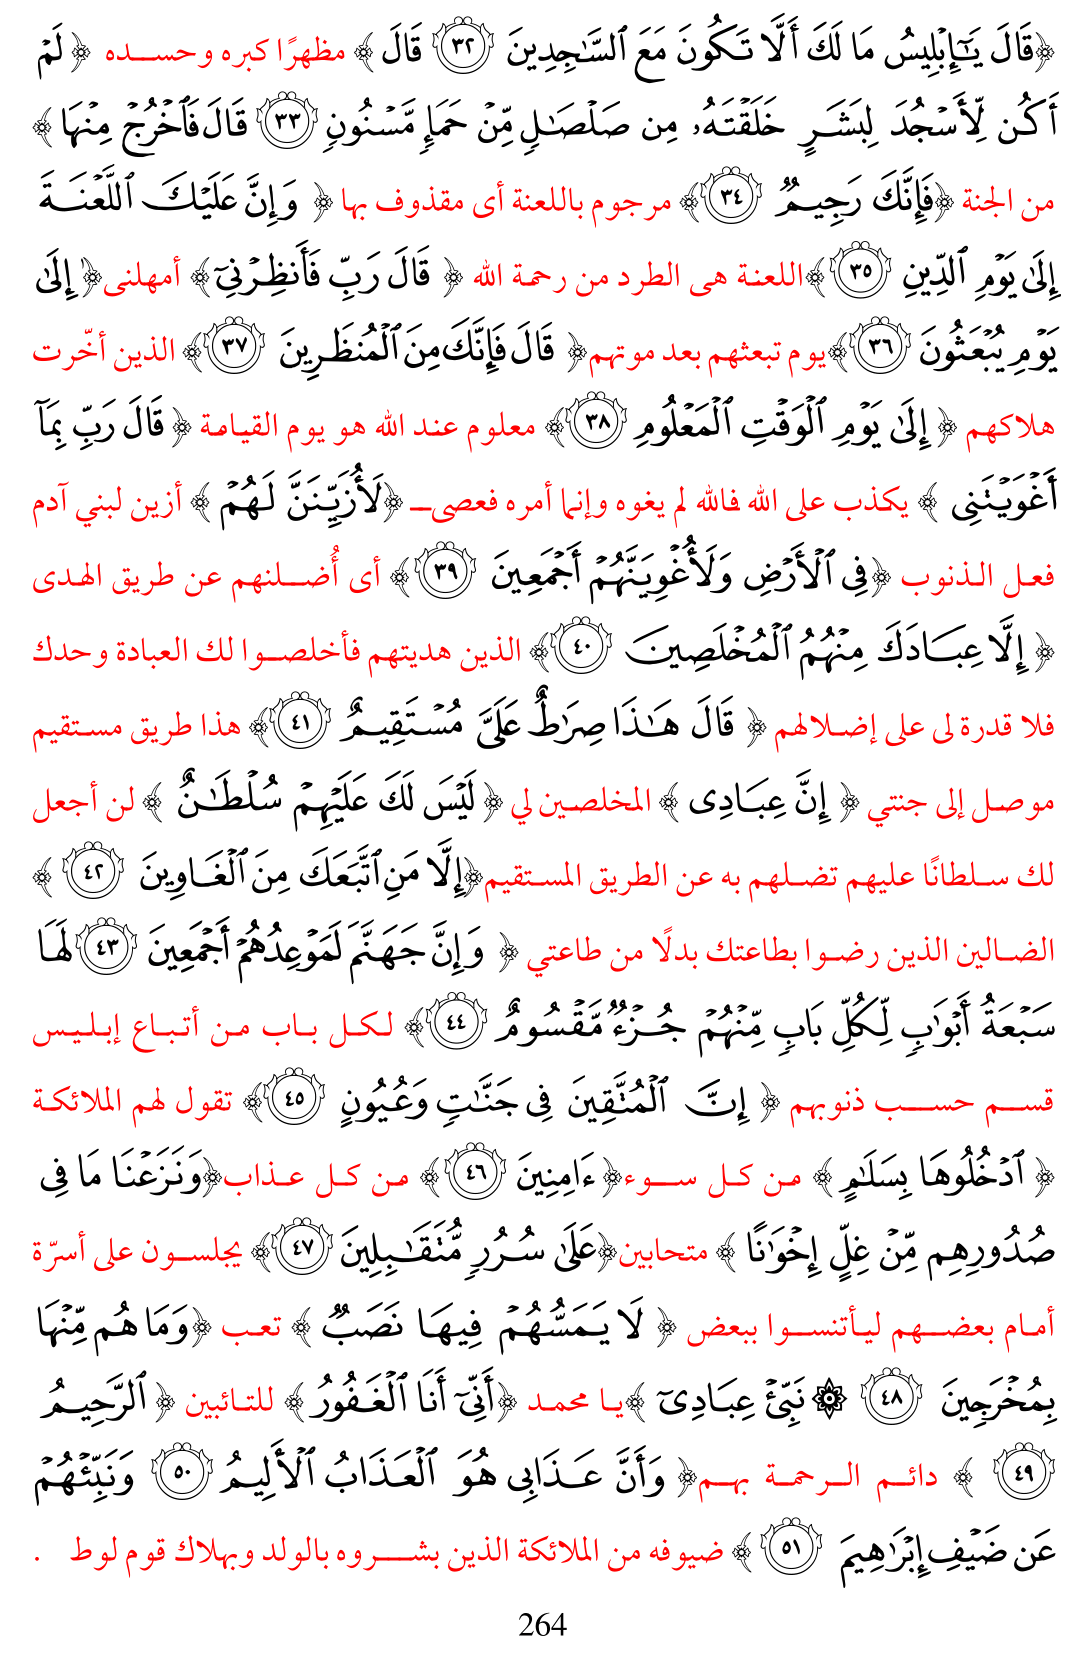 ﴿قَالَ يَٰٓإِبۡلِيسُ مَا لَكَ أَلَّا تَكُونَ مَعَ ٱلسَّٰجِدِينَ ٣٢ قَالَ ﴾ مظهرًا كبره وحسده ﴿ لَمۡ
أَكُن لِّأَسۡجُدَ لِبَشَرٍ خَلَقۡتَهُۥ مِن صَلۡصَٰلٖ مِّنۡ حَمَإٖ مَّسۡنُونٖ ٣٣ قَالَ فَٱخۡرُجۡ مِنۡهَا ﴾
من الجنة ﴿فَإِنَّكَ رَجِيمٞ ٣٤ ﴾ مرجوم باللعنة أى مقذوف بها ﴿ وَإِنَّ عَلَيۡكَ ٱللَّعۡنَةَ
إِلَىٰ يَوۡمِ ٱلدِّينِ ٣٥ ﴾اللعنة هى الطرد من رحمة الله ﴿ قَالَ رَبِّ فَأَنظِرۡنِيٓ﴾ أمهلنى﴿ إِلَىٰ
يَوۡمِ يُبۡعَثُونَ ٣٦ ﴾يوم تبعثهم بعد موتهم﴿ قَالَ فَإِنَّكَ مِنَ ٱلۡمُنظَرِينَ ٣٧ ﴾ الذين أخّرت
هلاكهم ﴿ إِلَىٰ يَوۡمِ ٱلۡوَقۡتِ ٱلۡمَعۡلُومِ ٣٨ ﴾ معلوم عند الله هو يوم القيامة ﴿ قَالَ رَبِّ بِمَآ
أَغۡوَيۡتَنِي ﴾ يكذب على الله فالله لم يغوه وإنما أمره فعصى ﴿لَأُزَيِّنَنَّ لَهُمۡ ﴾ أزين لبني آدم
فعل الذنوب ﴿فِي ٱلۡأَرۡضِ وَلَأُغۡوِيَنَّهُمۡ أَجۡمَعِينَ ٣٩ ﴾ أى أُضلنهم عن طريق الهدى
﴿ إِلَّا عِبَادَكَ مِنۡهُمُ ٱلۡمُخۡلَصِينَ ٤٠ ﴾ الذين هديتهم فأخلصوا لك العبادة وحدك
فلا قدرة لى على إضلالهم ﴿ قَالَ هَٰذَا صِرَٰطٌ عَلَيَّ مُسۡتَقِيمٌ ٤١ ﴾ هذا طريق مستقيم
موصل إلى جنتي ﴿ إِنَّ عِبَادِي ﴾ المخلصين لي ﴿لَيۡسَ لَكَ عَلَيۡهِمۡ سُلۡطَٰنٌ ﴾ لن أجعل
لك سلطانًا عليهم تضلهم به عن الطريق المستقيم﴿إِلَّا مَنِ ٱتَّبَعَكَ مِنَ ٱلۡغَاوِينَ ٤٢ ﴾
الضالين الذين رضوا بطاعتك بدلًا من طاعتي ﴿ وَإِنَّ جَهَنَّمَ لَمَوۡعِدُهُمۡ أَجۡمَعِينَ ٤٣ لَهَا
سَبۡعَةُ أَبۡوَٰبٖ لِّكُلِّ بَابٖ مِّنۡهُمۡ جُزۡءٞ مَّقۡسُومٌ ٤٤ ﴾ لكل باب من أتباع إبليس
قسم حسب ذنوبهم ﴿ إِنَّ ٱلۡمُتَّقِينَ فِي جَنَّٰتٖ وَعُيُونٍ ٤٥ ﴾ تقول لهم الملائكة
﴿ ٱدۡخُلُوهَا بِسَلَٰمٍ ﴾ من كل سوء﴿ ءَامِنِينَ ٤٦ ﴾ من كل عذاب﴿وَنَزَعۡنَا مَا فِي
صُدُورِهِم مِّنۡ غِلٍّ إِخۡوَٰنًا ﴾ متحابين﴿عَلَىٰ سُرُرٖ مُّتَقَٰبِلِينَ ٤٧ ﴾ يجلسون على أسرّة
أمام بعضهم ليأتنسوا ببعض ﴿ لَا يَمَسُّهُمۡ فِيهَا نَصَبٞ ﴾ تعب ﴿وَمَا هُم مِّنۡهَا
بِمُخۡرَجِينَ ٤٨ ۞ نَبِّئۡ عِبَادِيٓ ﴾يا محمد ﴿أَنِّيٓ أَنَا ٱلۡغَفُورُ ﴾ للتائبين ﴿ ٱلرَّحِيمُ
٤٩ ﴾ دائم الرحمة بهم﴿ وَأَنَّ عَذَابِي هُوَ ٱلۡعَذَابُ ٱلۡأَلِيمُ ٥٠ وَنَبِّئۡهُمۡ
عَن ضَيۡفِ إِبۡرَٰهِيمَ ٥١ ﴾ ضيوفه من الملائكة الذين بشروه بالولد وبهلاك قوم لوط .
264